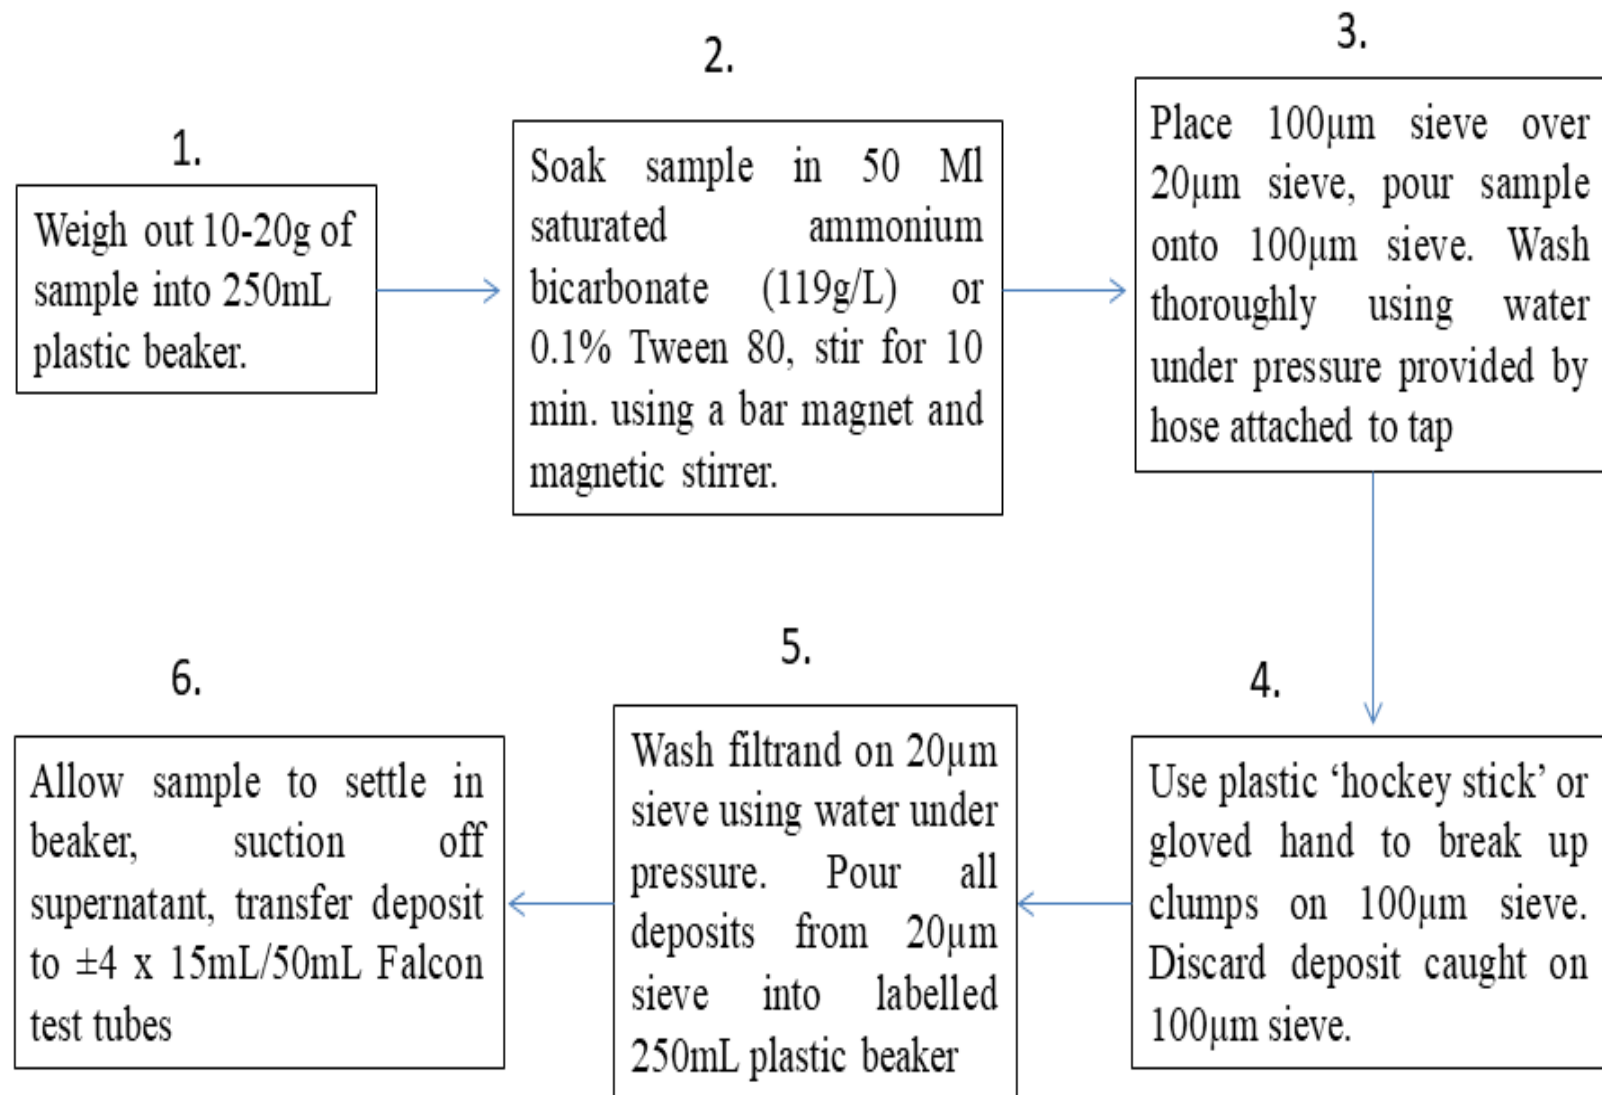 1.
Weigh out 10-20g of
sample into 250mL
plastic beaker.
2.
Soak sample in 50 Ml
saturated ammonium
bicarbonate (119g/L) or
0.1% Tween 80, stir for 10
min. using a bar magnet and
magnetic stirrer.
3.
Place 100µm sieve over
20µm sieve, pour sample
onto 100µm sieve. Wash
thoroughly using water
under pressure provided by
hose attached to tap
4.
Use plastic ‘hockey stick’ or
gloved hand to break up
clumps on 100µm sieve.
Discard deposit caught on
100µm sieve.
5.
Wash filtrand on 20µm
sieve using water under
pressure. Pour all
deposits from 20µm
sieve into labelled
250mL plastic beaker
6.
Allow sample to settle in
beaker, suction off
supernatant, transfer deposit
to ±4 x 15mL/50mL Falcon
test tubes